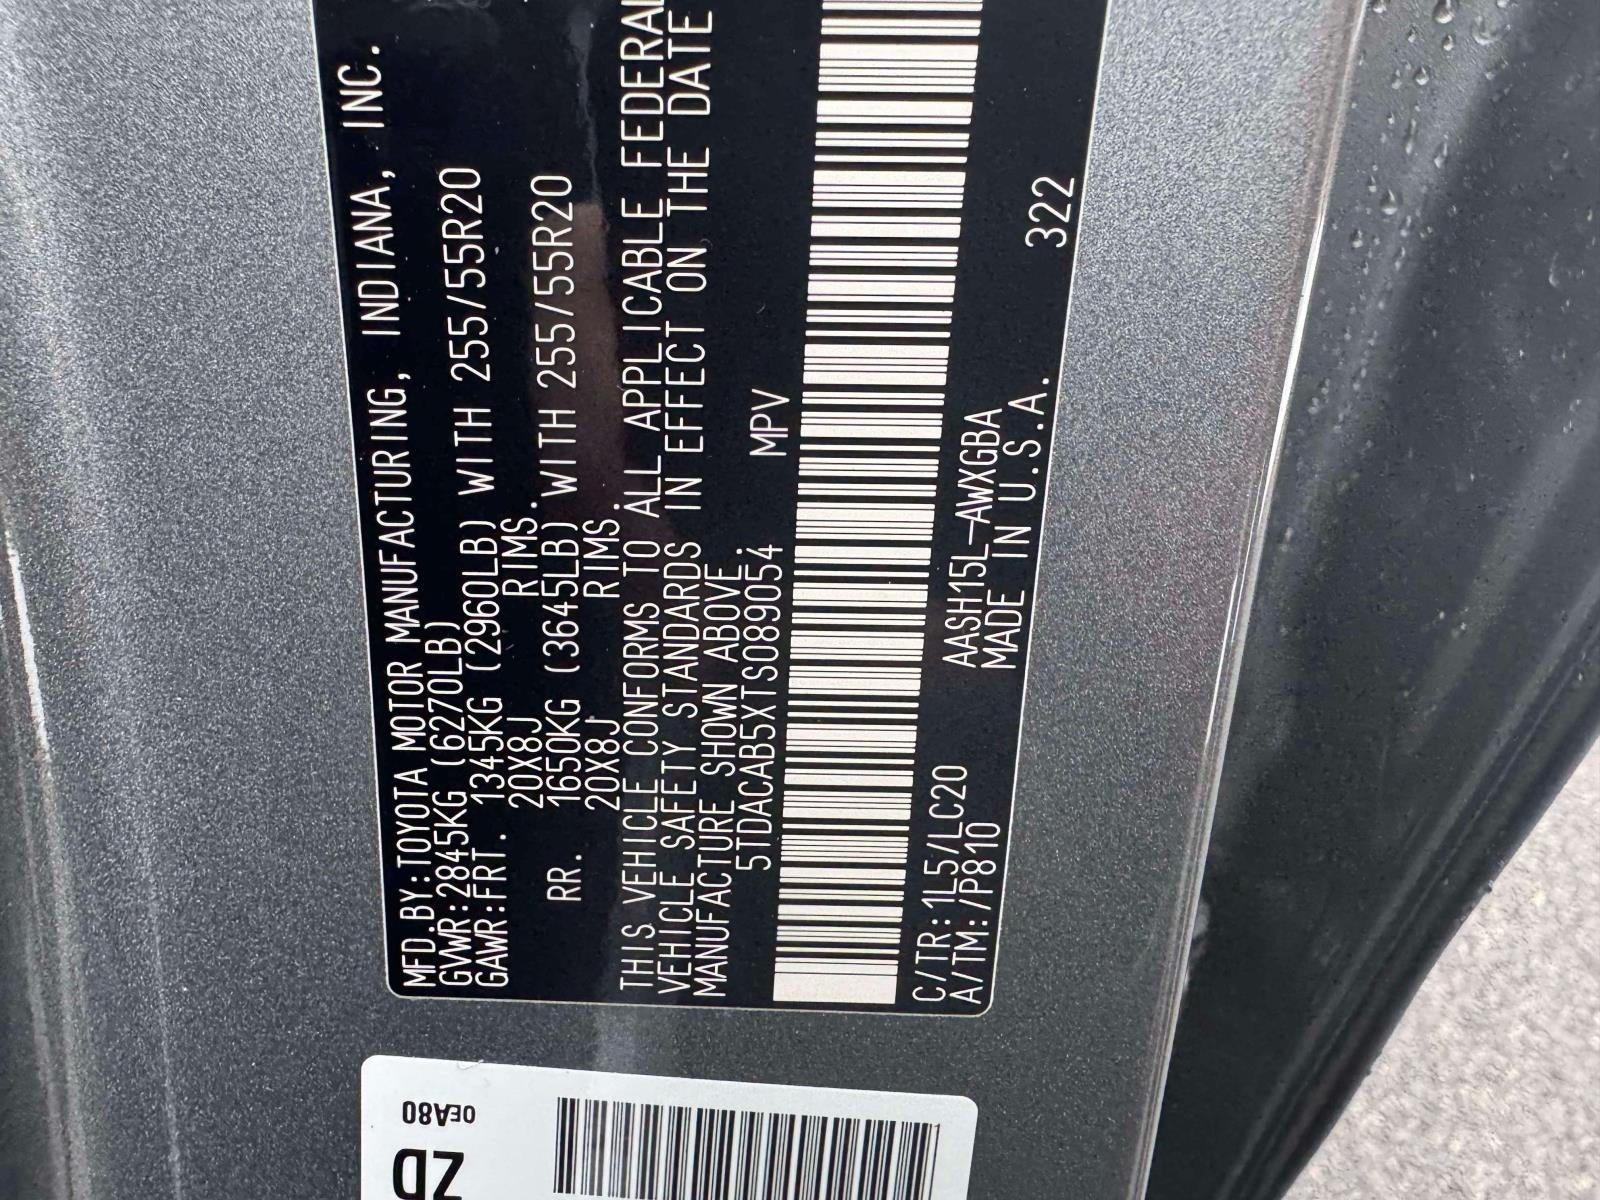 MFD.BY:TOYOTA MOTOR MANUFACTURING, INDIANA, INC.
GVWR:2845KG (6270LB)
GAWR:FRT. 1345KG (2960LB) WITH 255/55R20
20X8J RIMS.
RR. 1650KG (3645LB) WITH 255/55R20
20X8J RIMS.
THIS VEHICLE CONFORMS TO ALL APPLICABLE FEDERAL
VEHICLE SAFETY STANDARDS IN EFFECT ON THE DATE
MANUFACTURE SHOWN ABOVE.
5TDACAB5XTS089054 MPV
C/TR:1L5/LC20 AASH15L-AWXGBA
A/TM:/P810 MADE IN U.S.A. 322
0EA80
ZD